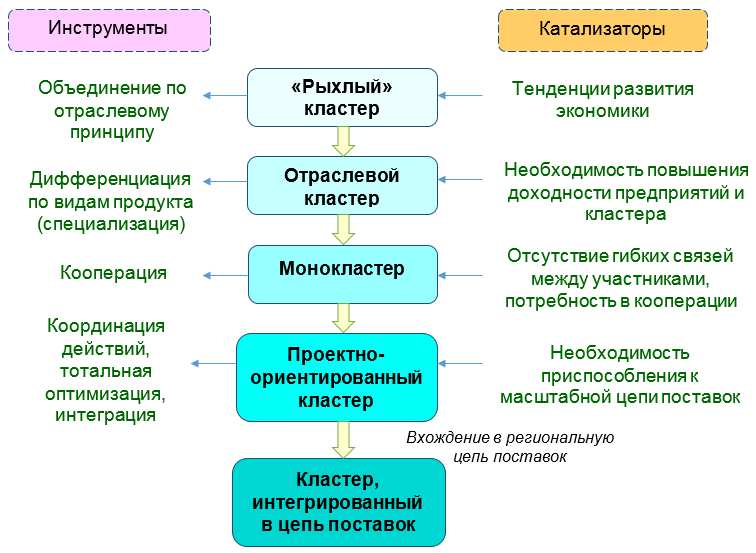 Инструменты
Катализаторы
Объединение по
отраслевому
принципу
«Рыхлый»
кластер
Тенденции развития
экономики
Дифференциация
по видам продукта
(специализация)
Отраслевой
кластер
Необходимость повышения
доходности предприятий и
кластера
Кооперация
Монокластер
Отсутствие гибких связей
между участниками,
потребность в кооперации
Координация
действий,
тотальная
оптимизация,
интеграция
Проектно-
ориентированный
кластер
Необходимость
приспособления к
масштабной цепи поставок
Вхождение в региональную
цепь поставок
Кластер,
интегрированный
в цепь поставок